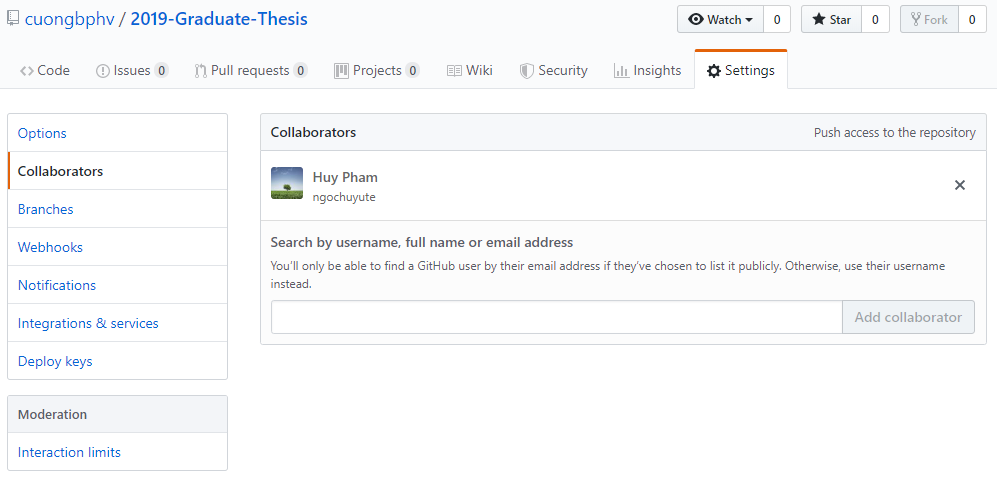 cuongbphv / 2019-Graduate-Thesis
Watch 0 Star 0 Fork 0
Code Issues 0 Pull requests 0 Projects 0 Wiki Security Insights Settings
Options
Collaborators
Branches
Webhooks
Notifications
Integrations & services
Deploy keys
Moderation
Interaction limits
Collaborators Push access to the repository
Huy Pham
ngochuyute
Search by username, full name or email address
You'll only be able to find a GitHub user by their email address if they've chosen to list it publicly. Otherwise, use their username
instead.
Add collaborator